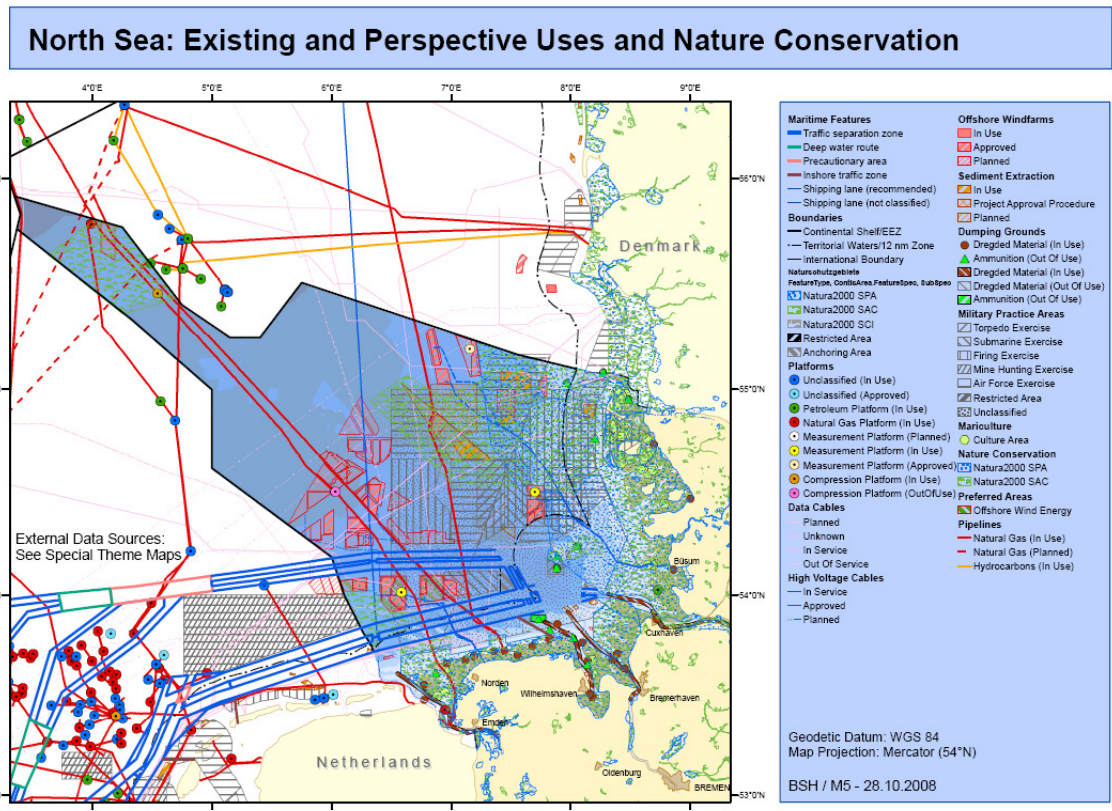 North Sea: Existing and Perspective Uses and Nature Conservation
4°0'E 5°0'E 6°0'E 7°0'E 8°0'E 9°0'E
56°0'N
55°0'N
54°0'N
53°0'N
Denmark
External Data Sources:
See Special Theme Maps
Büsum
Cuxhaven
Norden
Wilhelmshaven
Bremerhaven
Emden
Netherlands
Oldenburg
BREMEN
Maritime Features
Traffic separation zone
Deep water route
Precautionary area
Inshore traffic zone
Shipping lane (recommended)
Shipping lane (not classified)
Boundaries
Continental Shelf/EEZ
Territorial Waters/12 nm Zone
International Boundary
Natursohutzgebiete
FeatureType, ContisArea.FeatureSpeo, SubSpeo
Natura2000 SPA
Natura2000 SAC
Natura2000 SCI
Restricted Area
Anchoring Area
Platforms
Unclassified (In Use)
Unclassified (Approved)
Petroleum Platform (In Use)
Natural Gas Platform (In Use)
Measurement Platform (Planned)
Measurement Platform (In Use)
Measurement Platform (Approved)
Compression Platform (In Use)
Compression Platform (OutOfUse)
Data Cables
Planned
Unknown
In Service
Out Of Service
High Voltage Cables
In Service
Approved
Planned
Offshore Windfarms
In Use
Approved
Planned
Sediment Extraction
In Use
Project Approval Procedure
Planned
Dumping Grounds
Dregded Material (In Use)
Ammunition (Out Of Use)
Dregded Material (In Use)
Dregded Material (Out Of Use)
Ammunition (Out Of Use)
Military Practice Areas
Torpedo Exercise
Submarine Exercise
Firing Exercise
Mine Hunting Exercise
Air Force Exercise
Restricted Area
Unclassified
Mariculture
Culture Area
Nature Conservation
Natura2000 SPA
Natura2000 SAC
Preferred Areas
Offshore Wind Energy
Pipelines
Natural Gas (In Use)
Natural Gas (Planned)
Hydrocarbons (In Use)
Geodetic Datum: WGS 84
Map Projection: Mercator (54°N)
BSH / M5 - 28.10.2008